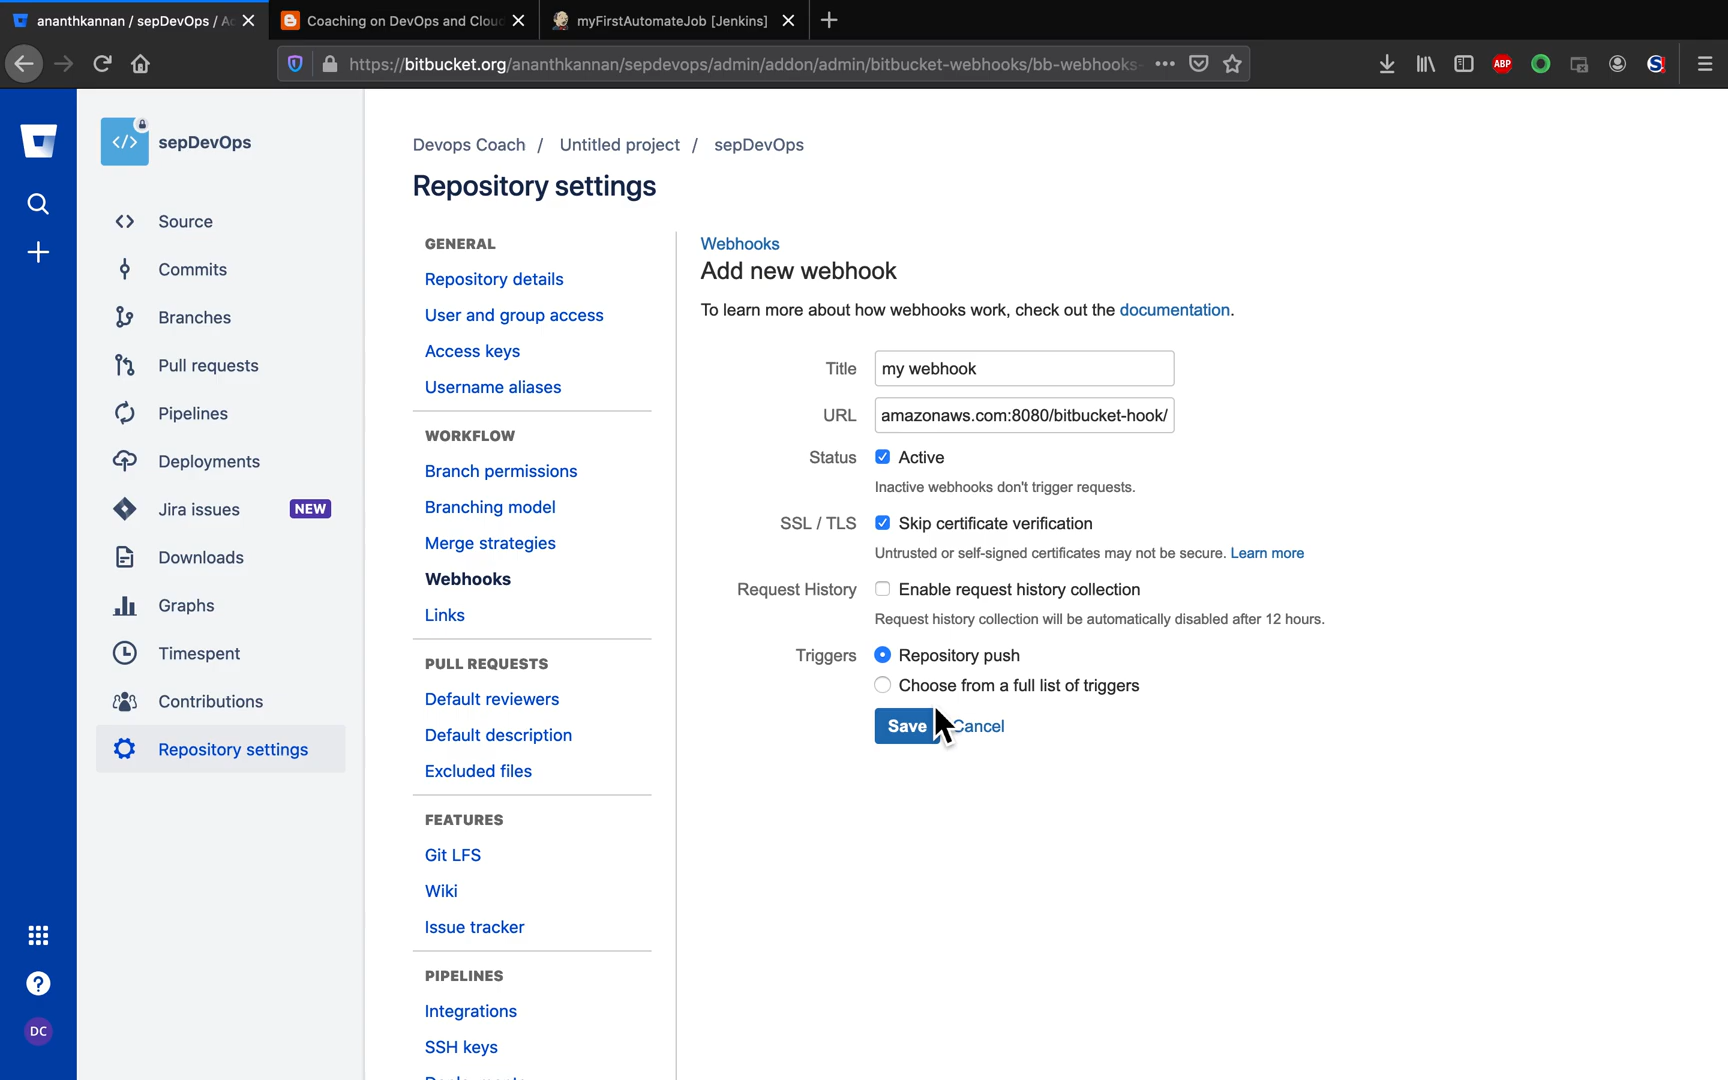 ananthkannan / sepDevOps / Ad
Coaching on DevOps and Cloud
myFirstAutomateJob [Jenkins]
https://bitbucket.org/ananthkannan/sepdevops/admin/addon/admin/bitbucket-webhooks/bb-webhooks-
ABP
sepDevOps
Source
Commits
Branches
Pull requests
Pipelines
Deployments
Jira issues NEW
Downloads
Graphs
Timespent
Contributions
Repository settings
DC
Devops Coach / Untitled project / sepDevOps
Repository settings
GENERAL
Repository details
User and group access
Access keys
Username aliases
WORKFLOW
Branch permissions
Branching model
Merge strategies
Webhooks
Links
PULL REQUESTS
Default reviewers
Default description
Excluded files
FEATURES
Git LFS
Wiki
Issue tracker
PIPELINES
Integrations
SSH keys
Webhooks
Add new webhook
To learn more about how webhooks work, check out the documentation.
Title my webhook
URL amazonaws.com:8080/bitbucket-hook/
Status Active
Inactive webhooks don't trigger requests.
SSL / TLS Skip certificate verification
Untrusted or self-signed certificates may not be secure. Learn more
Request History Enable request history collection
Request history collection will be automatically disabled after 12 hours.
Triggers Repository push
Choose from a full list of triggers
Save Cancel